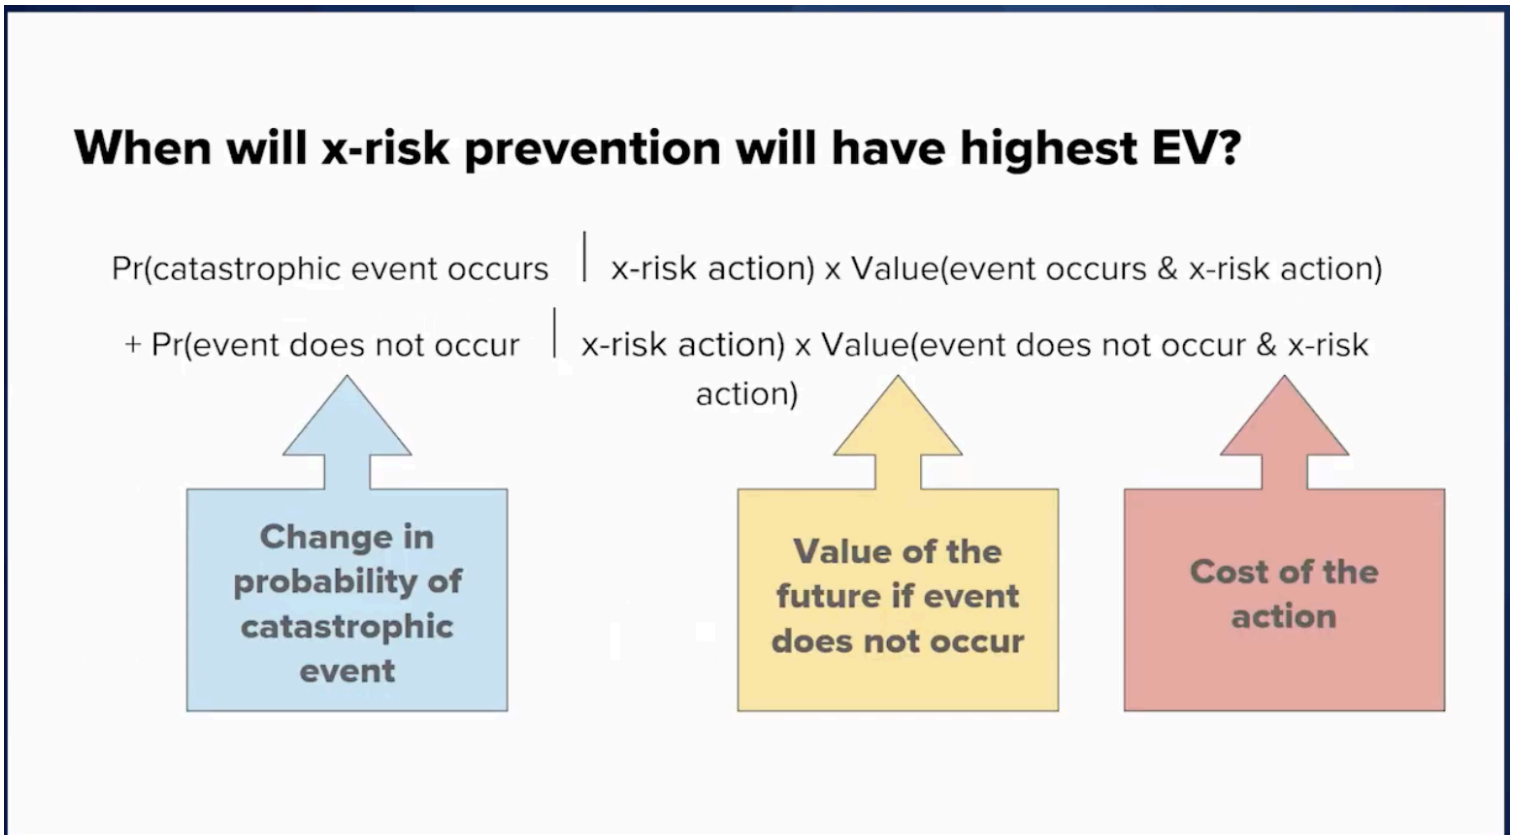 When will x-risk prevention will have highest EV?
Pr(catastrophic event occurs | x-risk action) x Value(event occurs & x-risk action)
+ Pr(event does not occur | x-risk action) x Value(event does not occur & x-risk
action)
Change in
probability of
catastrophic
event
Value of the
future if event
does not occur
Cost of the
action